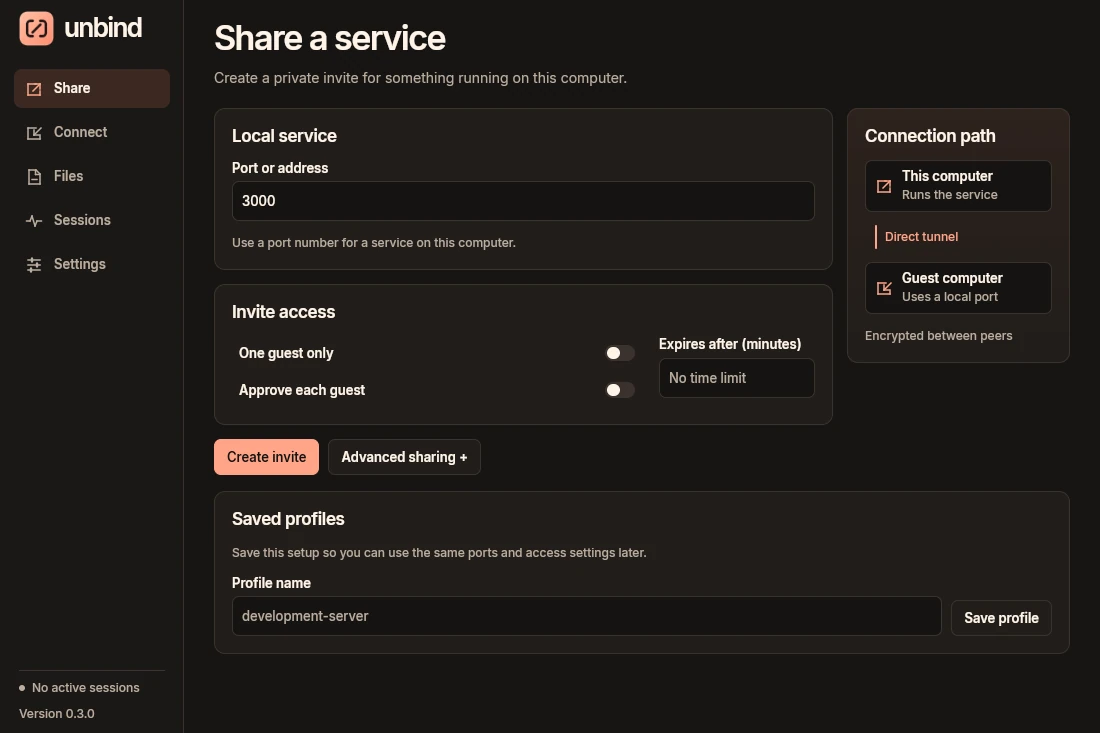 unbind
Share
Connect
Files
Sessions
Settings
No active sessions
Version 0.3.0
Share a service
Create a private invite for something running on this computer.
Local service
Port or address
3000
Use a port number for a service on this computer.
Invite access
One guest only
Approve each guest
Expires after (minutes)
No time limit
Create invite
Advanced sharing +
Connection path
This computer
Runs the service
Direct tunnel
Guest computer
Uses a local port
Encrypted between peers
Saved profiles
Save this setup so you can use the same ports and access settings later.
Profile name
development-server
Save profile